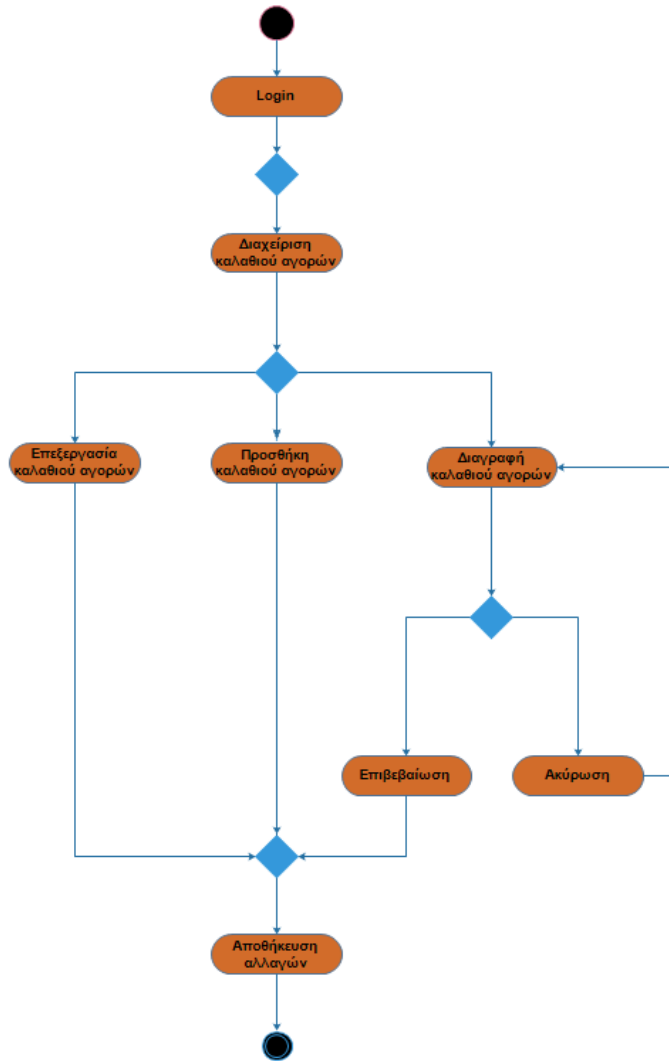 Login
Διαχείριση
καλαθιού αγορών
Επεξεργασία
καλαθιού αγορών
Προσθήκη
καλαθιού αγορών
Διαγραφή
καλαθιού αγορών
Επιβεβαίωση
Ακύρωση
Αποθήκευση
αλλαγών